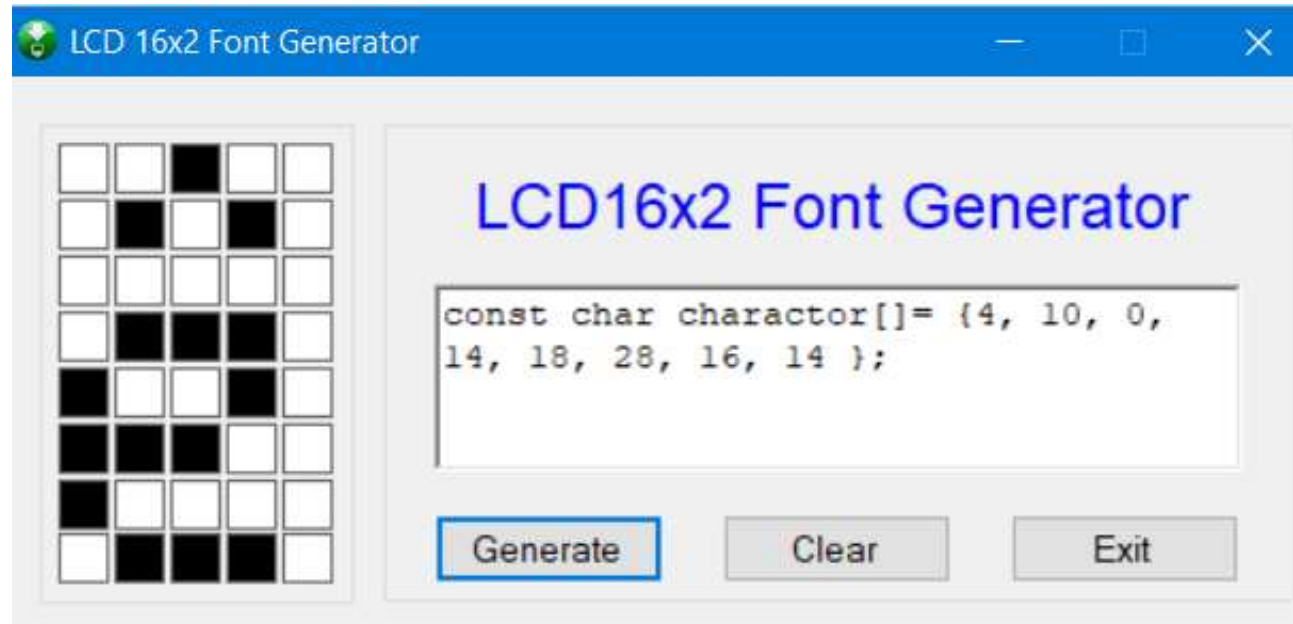 LCD 16x2 Font Generator
LCD16x2 Font Generator
const char charactor[]= {4, 10, 0,
14, 18, 28, 16, 14 };
Generate Clear Exit